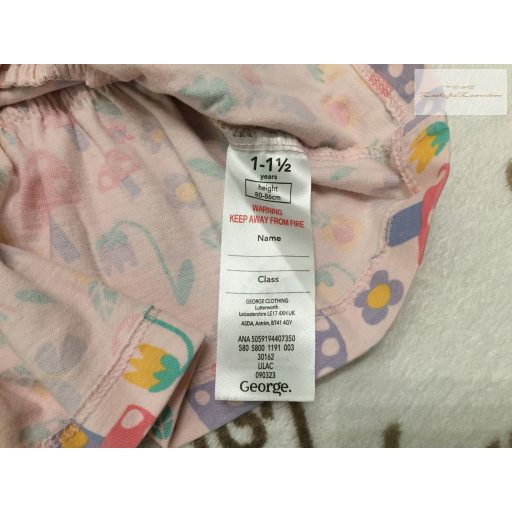 1-1½
years
height
80-86cm
WARNING
KEEP AWAY FROM FIRE
Name
Class
GEORGE CLOTHING
Lutterworth
Leicestershire LE17 4XH UK
ASDA, Antrim, BT41 4GY
ANA 5059194407350
580 5800 1191 003
30162
LILAC
090323
George.